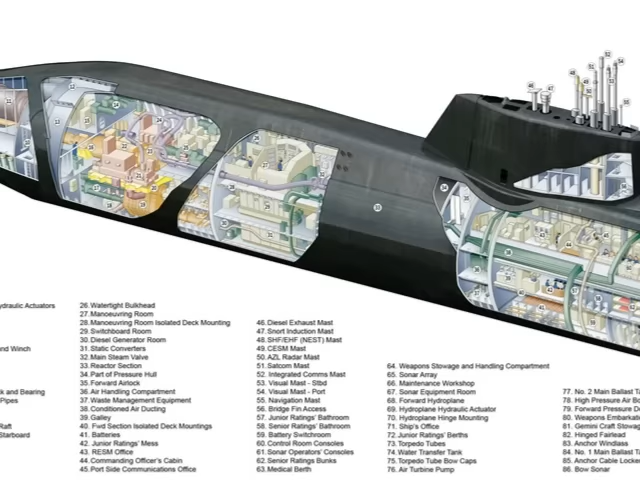 ydraulic Actuators
nd Winch
k and Bearing
Pipes
Raft
Starboard
26. Watertight Bulkhead
27. Manoeuvring Room
28. Manoeuvring Room Isolated Deck Mounting
29. Switchboard Room
30. Diesel Generator Room
31. Static Converters
32. Main Steam Valve
33. Reactor Section
34. Part of Pressure Hull
35. Forward Airlock
36. Air Handling Compartment
37. Waste Management Equipment
38. Conditioned Air Ducting
39. Galley
40. Fwd Section Isolated Deck Mountings
41. Batteries
42. Junior Ratings' Mess
43. RESM Office
44. Commanding Officer's Cabin
45. Port Side Communications Office
46. Diesel Exhaust Mast
47. Snort Induction Mast
48. SHF/EHF (NEST) Mast
49. CESM Mast
50. AZL Radar Mast
51. Satcom Mast
52. Integrated Comms Mast
53. Visual Mast - Stbd
54. Visual Mast - Port
55. Navigation Mast
56. Bridge Fin Access
57. Junior Ratings' Bathroom
58. Senior Ratings' Bathroom
59. Battery Switchroom
60. Control Room Consoles
61. Sonar Operators' Consoles
62. Senior Ratings Bunks
63. Medical Berth
64. Weapons Stowage and Handling Compartment
65. Sonar Array
66. Maintenance Workshop
67. Sonar Equipment Room
68. Forward Hydroplane
69. Hydroplane Hydraulic Actuator
70. Hydroplane Hinge Mounting
71. Ship's Office
72. Junior Ratings' Berths
73. Torpedo Tubes
74. Water Transfer Tank
75. Torpedo Tube Bow Caps
76. Air Turbine Pump
77. No. 2 Main Ballast Ta
78. High Pressure Air Bo
79. Forward Pressure D
80. Weapons Embarkati
81. Gemini Craft Stowag
82. Hinged Fairlead
83. Anchor Windlass
84. No. 1 Main Ballast T
85. Anchor Cable Locke
86. Bow Sonar